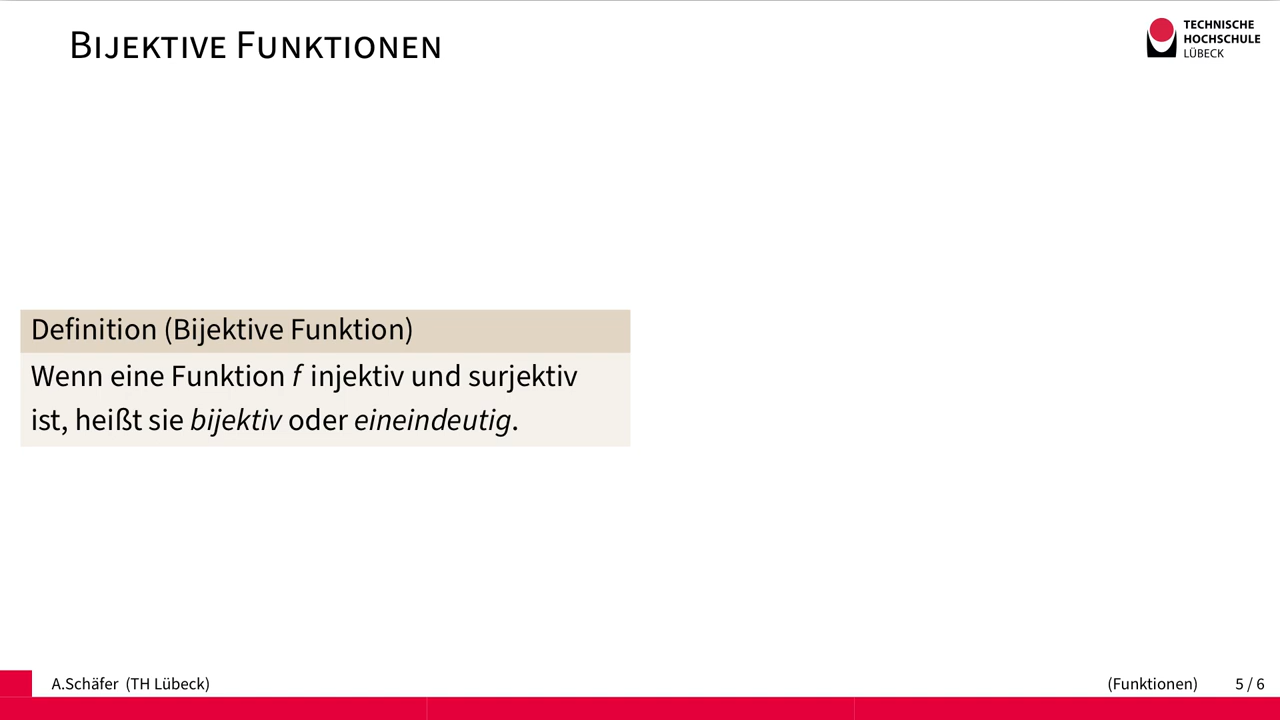 Bijektive Funktionen
TECHNISCHE
HOCHSCHULE
LÜBECK
Definition (Bijektive Funktion)
Wenn eine Funktion f injektiv und surjektiv
ist, heißt sie bijektiv oder eineindeutig.
A.Schäfer (TH Lübeck)
(Funktionen)
5 / 6